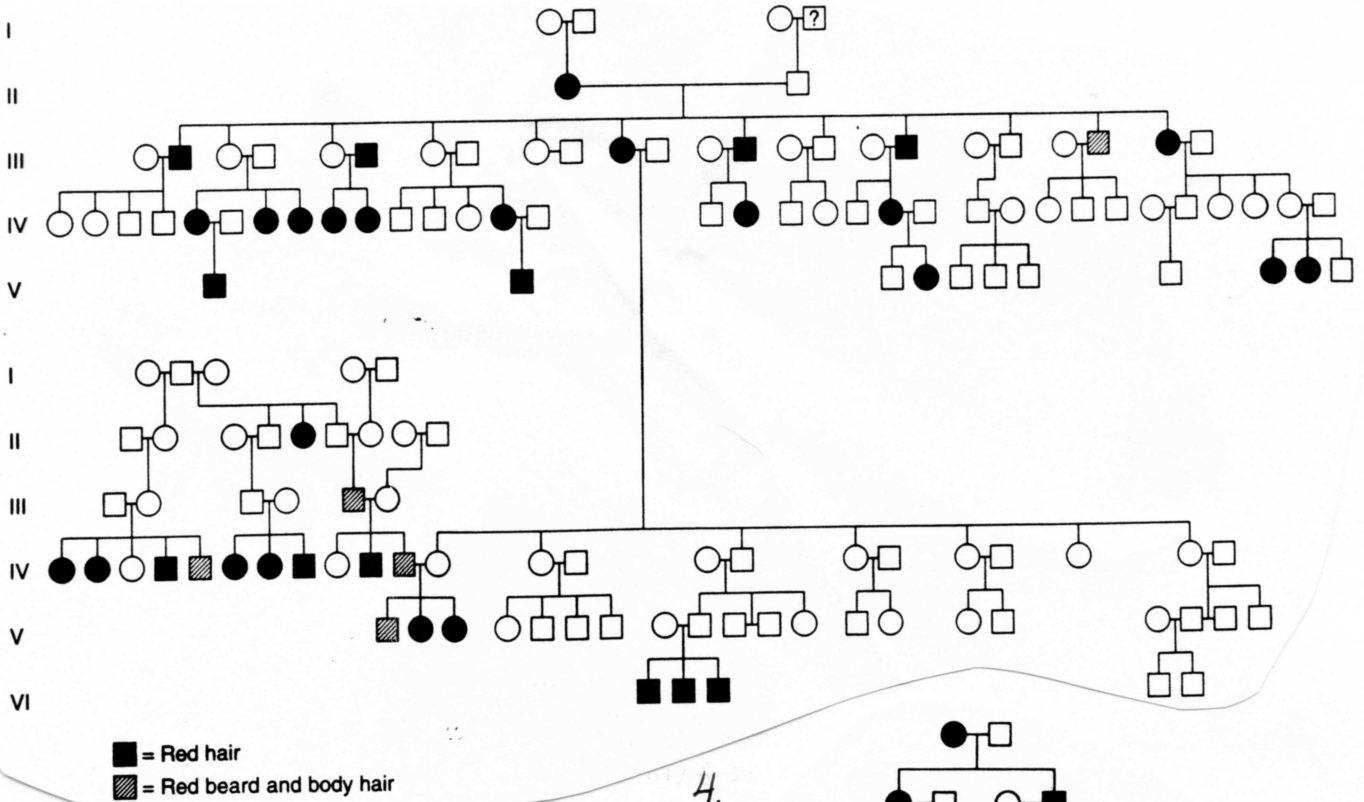 I
?
II
III
IV
V
I
II
III
IV
V
VI
= Red hair
= Red beard and body hair
4.